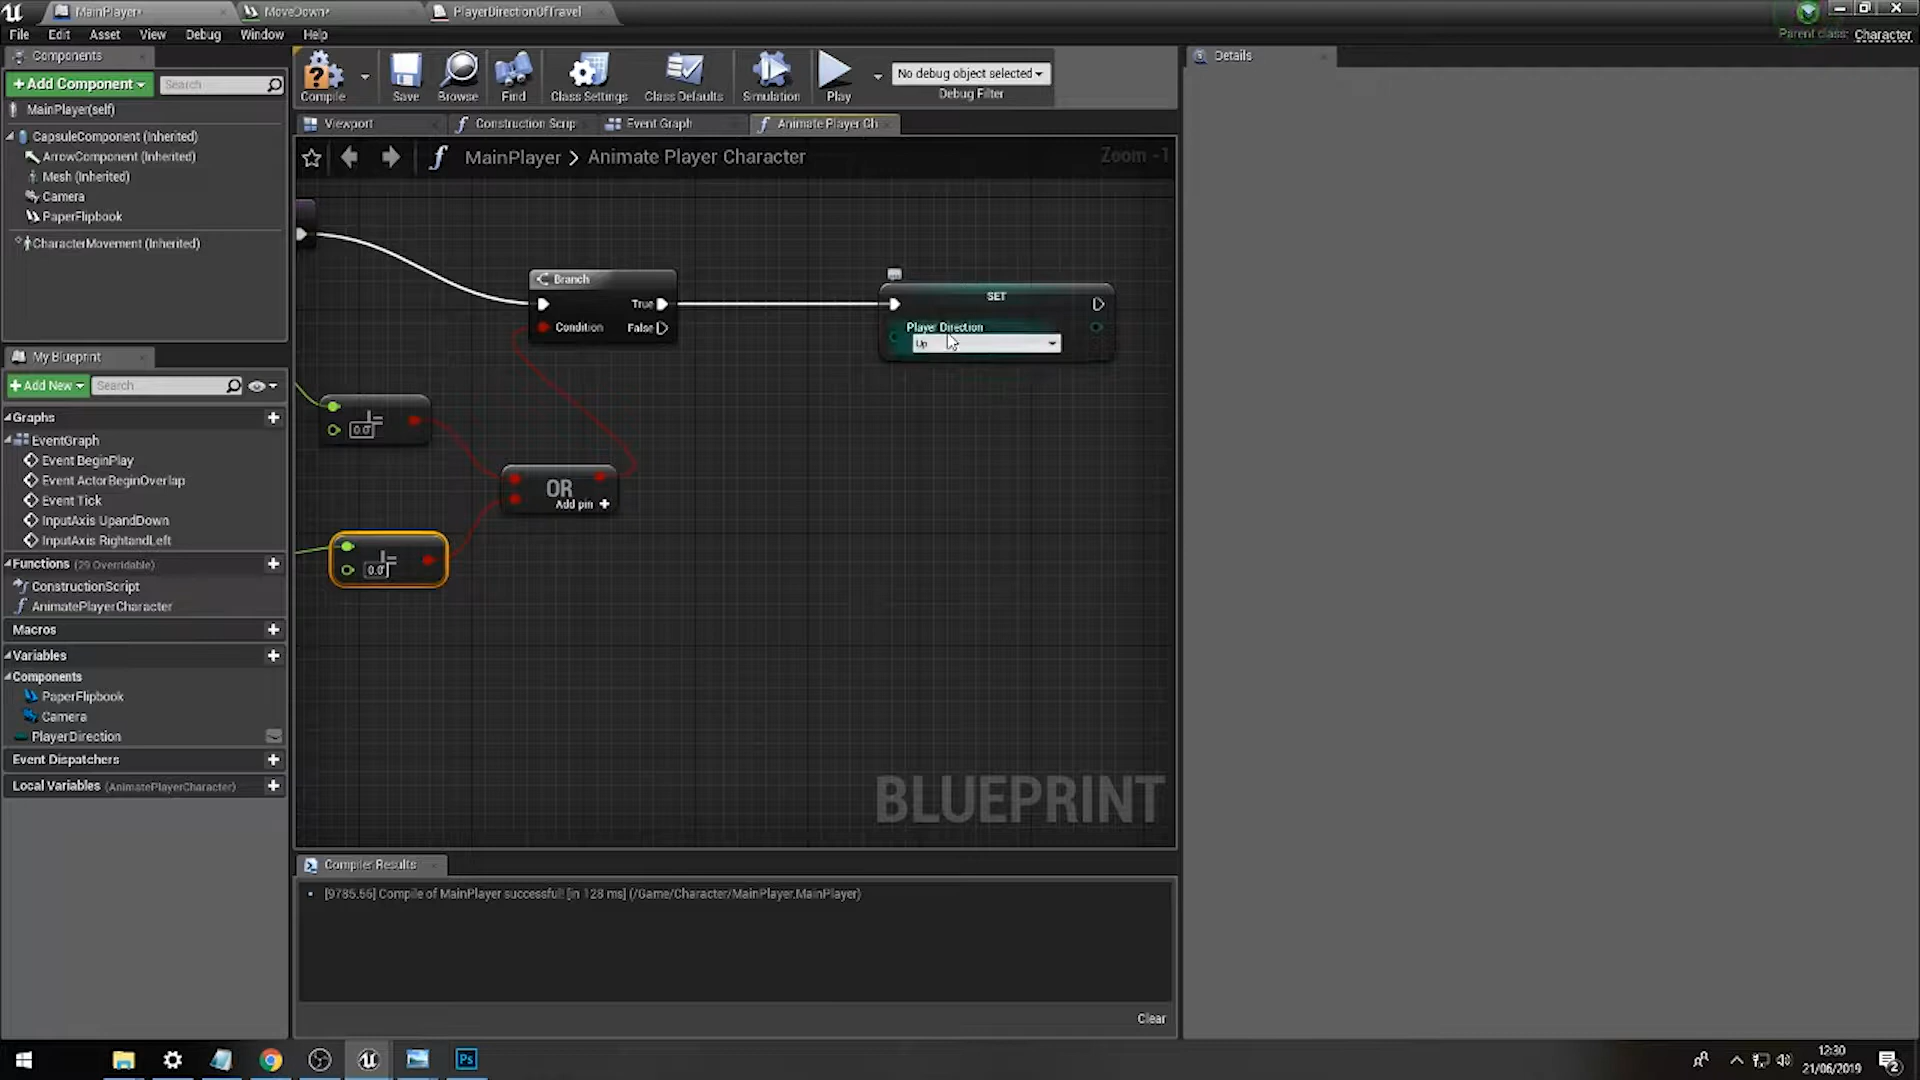 MainPlayer*
MoveDown*
PlayerDirectionOfTravel
File Edit Asset View Debug Window Help
Parent class: Character
Components
+ Add Component
Search
MainPlayer(self)
CapsuleComponent (Inherited)
ArrowComponent (Inherited)
Mesh (Inherited)
Camera
PaperFlipbook
CharacterMovement (Inherited)
Compile
Save
Browse
Find
Class Settings
Class Defaults
Simulation
Play
No debug object selected
Debug Filter
Details
Viewport
Construction Scrip
Event Graph
Animate Player Ch
MainPlayer > Animate Player Character
Zoom -1
Branch
True
Condition
False
SET
Player Direction
Up
0.0
OR
Add pin +
0.0
BLUEPRINT
My Blueprint
+ Add New
Search
Graphs
EventGraph
Event BeginPlay
Event ActorBeginOverlap
Event Tick
InputAxis UpandDown
InputAxis RightandLeft
Functions (29 Overridable)
ConstructionScript
AnimatePlayerCharacter
Macros
Variables
Components
PaperFlipbook
Camera
PlayerDirection
Event Dispatchers
Local Variables (AnimatePlayerCharacter)
Compiler Results
[9785.66] Compile of MainPlayer successful! [in 128 ms] (/Game/Character/MainPlayer.MainPlayer)
Clear
Ps
12:30
21/06/2019
2